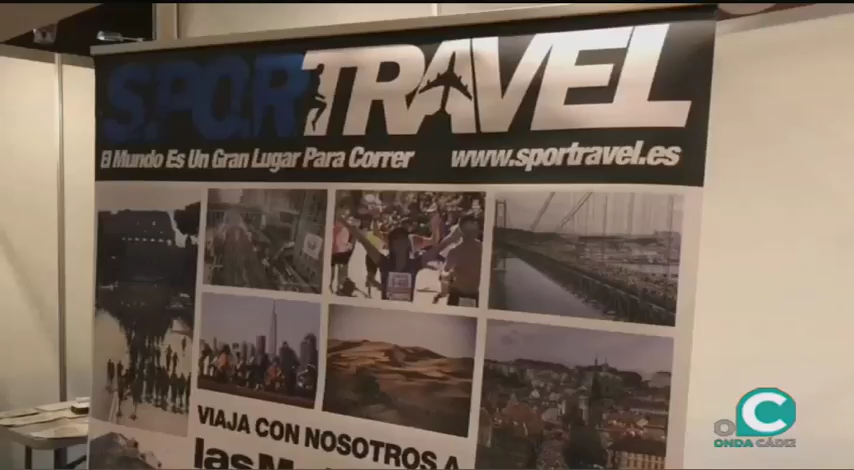 SPORTRAVEL
El Mundo Es Un Gran Lugar Para Correr
www.sportravel.es
VIAJA CON NOSOTROS A
las
O C
ONDA CÁDIZ